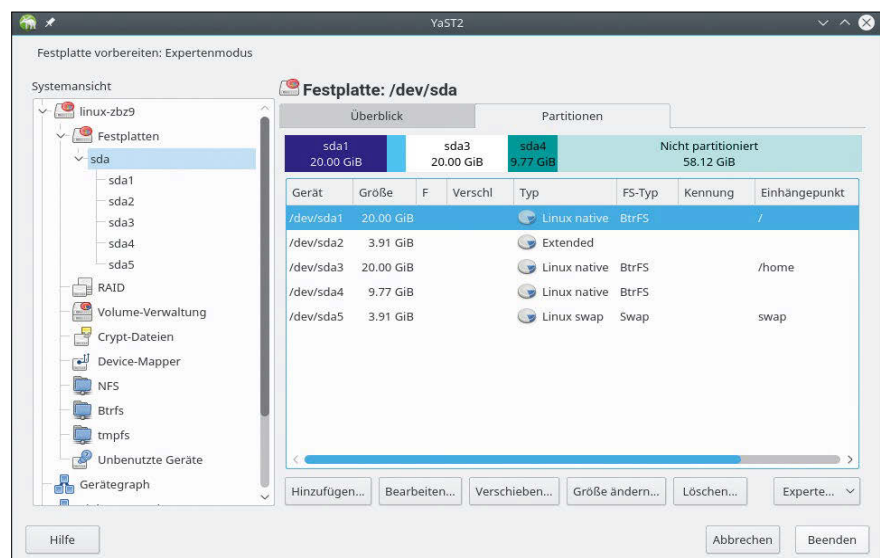 YaST2
Festplatte vorbereiten: Expertenmodus
Systemansicht
linux-zbz9
Festplatten
sda
sda1
sda2
sda3
sda4
sda5
RAID
Volume-Verwaltung
Crypt-Dateien
Device-Mapper
NFS
Btrfs
tmpfs
Unbenutzte Geräte
Gerätegraph
Festplatte: /dev/sda
Überblick Partitionen
sda1 sda3 sda4 Nicht partitioniert
20.00 GiB 20.00 GiB 9.77 GiB 58.12 GiB
Gerät Größe F Verschl Typ FS-Typ Kennung Einhängepunkt
/dev/sda1 20.00 GiB Linux native BtrFS /
/dev/sda2 3.91 GiB Extended
/dev/sda3 20.00 GiB Linux native BtrFS /home
/dev/sda4 9.77 GiB Linux native BtrFS
/dev/sda5 3.91 GiB Linux swap Swap swap
Hinzufügen... Bearbeiten... Verschieben... Größe ändern... Löschen... Experte...
Hilfe Abbrechen Beenden